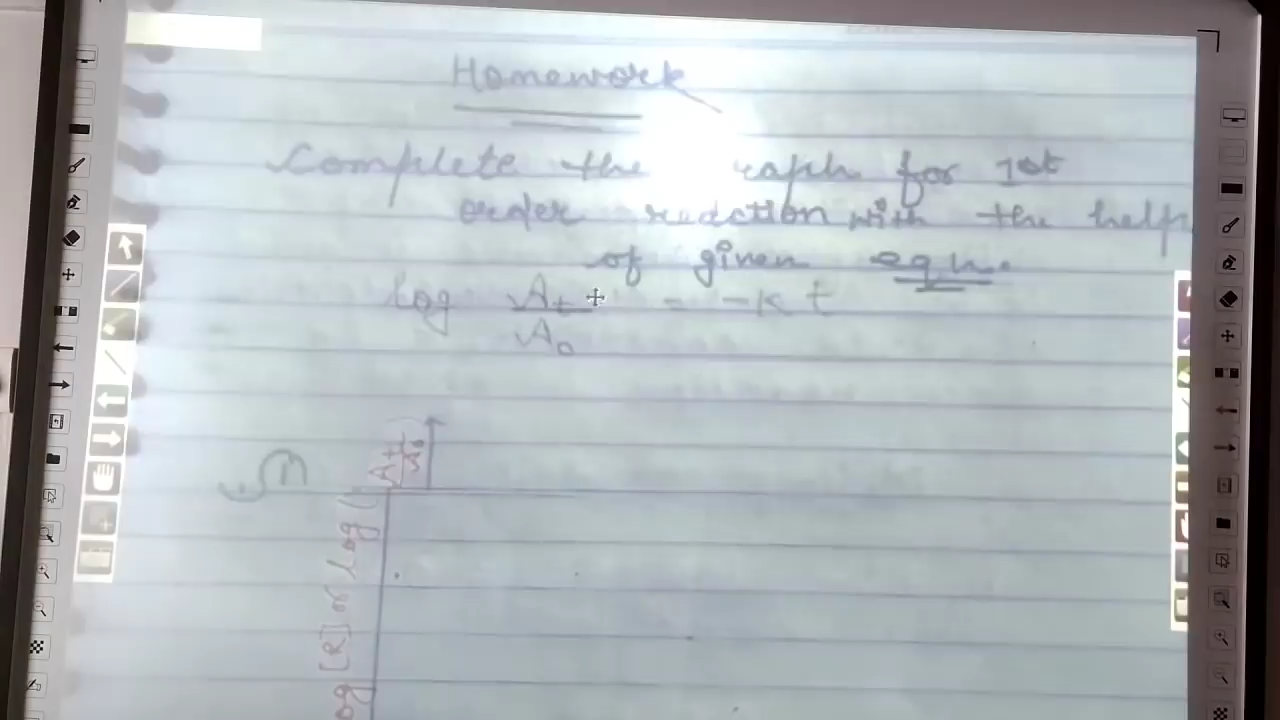 Homework
Complete the raph for 1st
order reaction with the help
of given eqn.
log At = -Kt
A0
log [R] or log ( At/A0 )